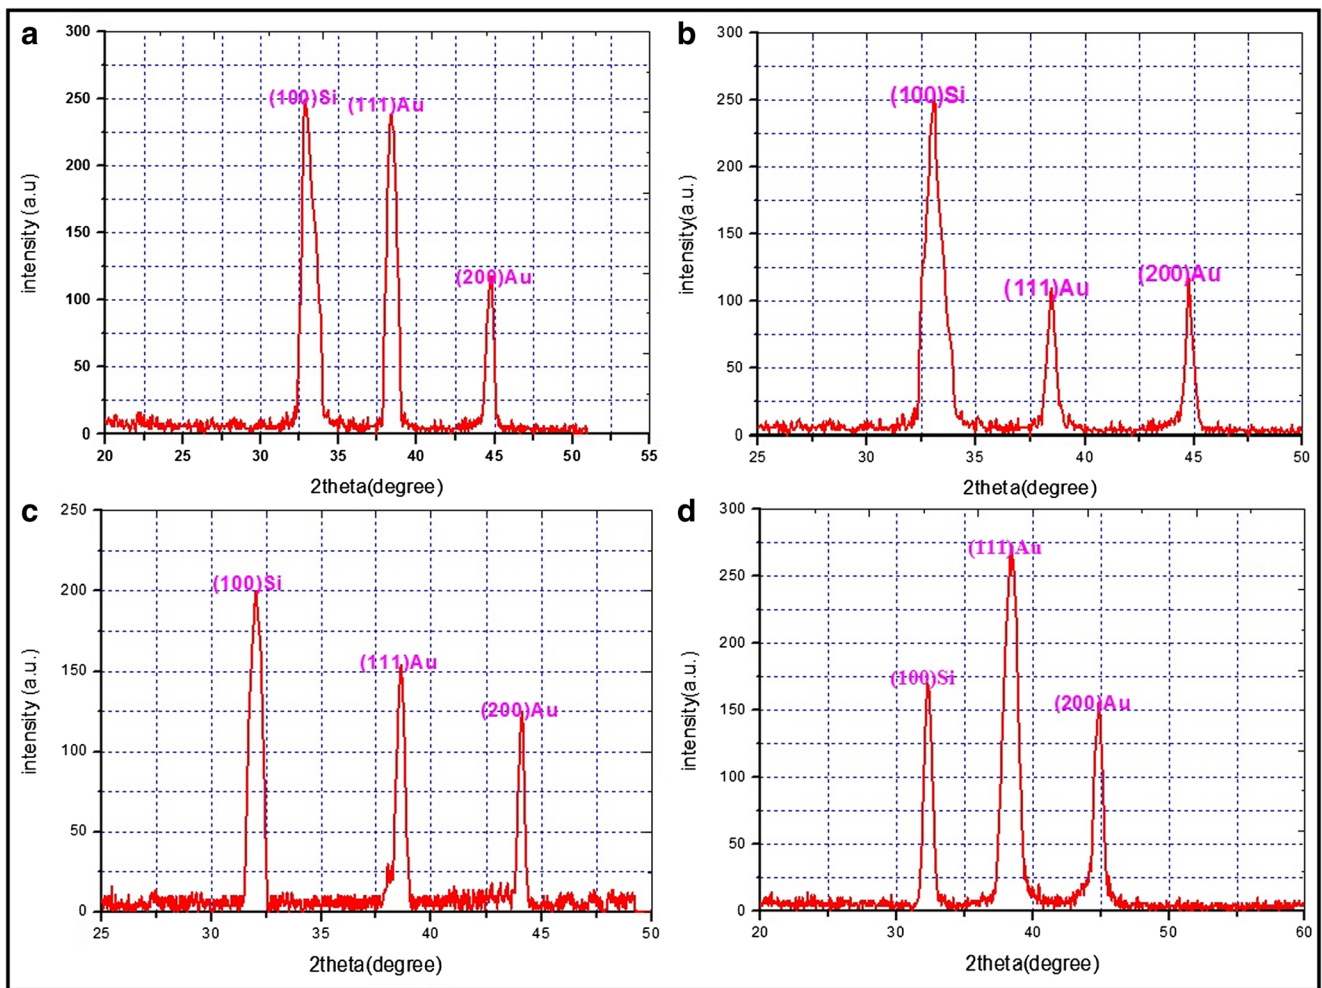 a
300
250
200
150
100
50
0
intensity (a.u)
(100)Si
(111)Au
(200)Au
20 25 30 35 40 45 50 55
2theta(degree)
b
300
250
200
150
100
50
0
intensity(a.u.)
(100)Si
(111)Au
(200)Au
25 30 35 40 45 50
2theta(degree)
c
250
200
150
100
50
0
intensity (a.u.)
(100)Si
(111)Au
(200)Au
25 30 35 40 45 50
2theta(degree)
d
300
250
200
150
100
50
0
intensity(a.u.)
(111)Au
(100)Si
(200)Au
20 30 40 50 60
2theta(degree)